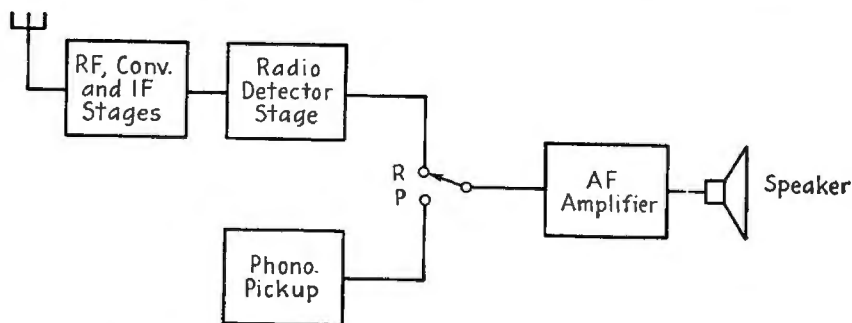 RF, Conv.
and IF
Stages
Radio
Detector
Stage
R
P
AF
Amplifier
Speaker
Phono.
Pickup